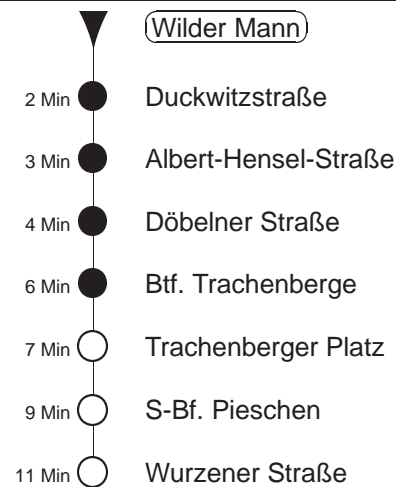 Wilder Mann
2 Min Duckwitzstraße
3 Min Albert-Hensel-Straße
4 Min Döbelner Straße
6 Min Btf. Trachenberge
7 Min Trachenberger Platz
9 Min S-Bf. Pieschen
11 Min Wurzener Straße